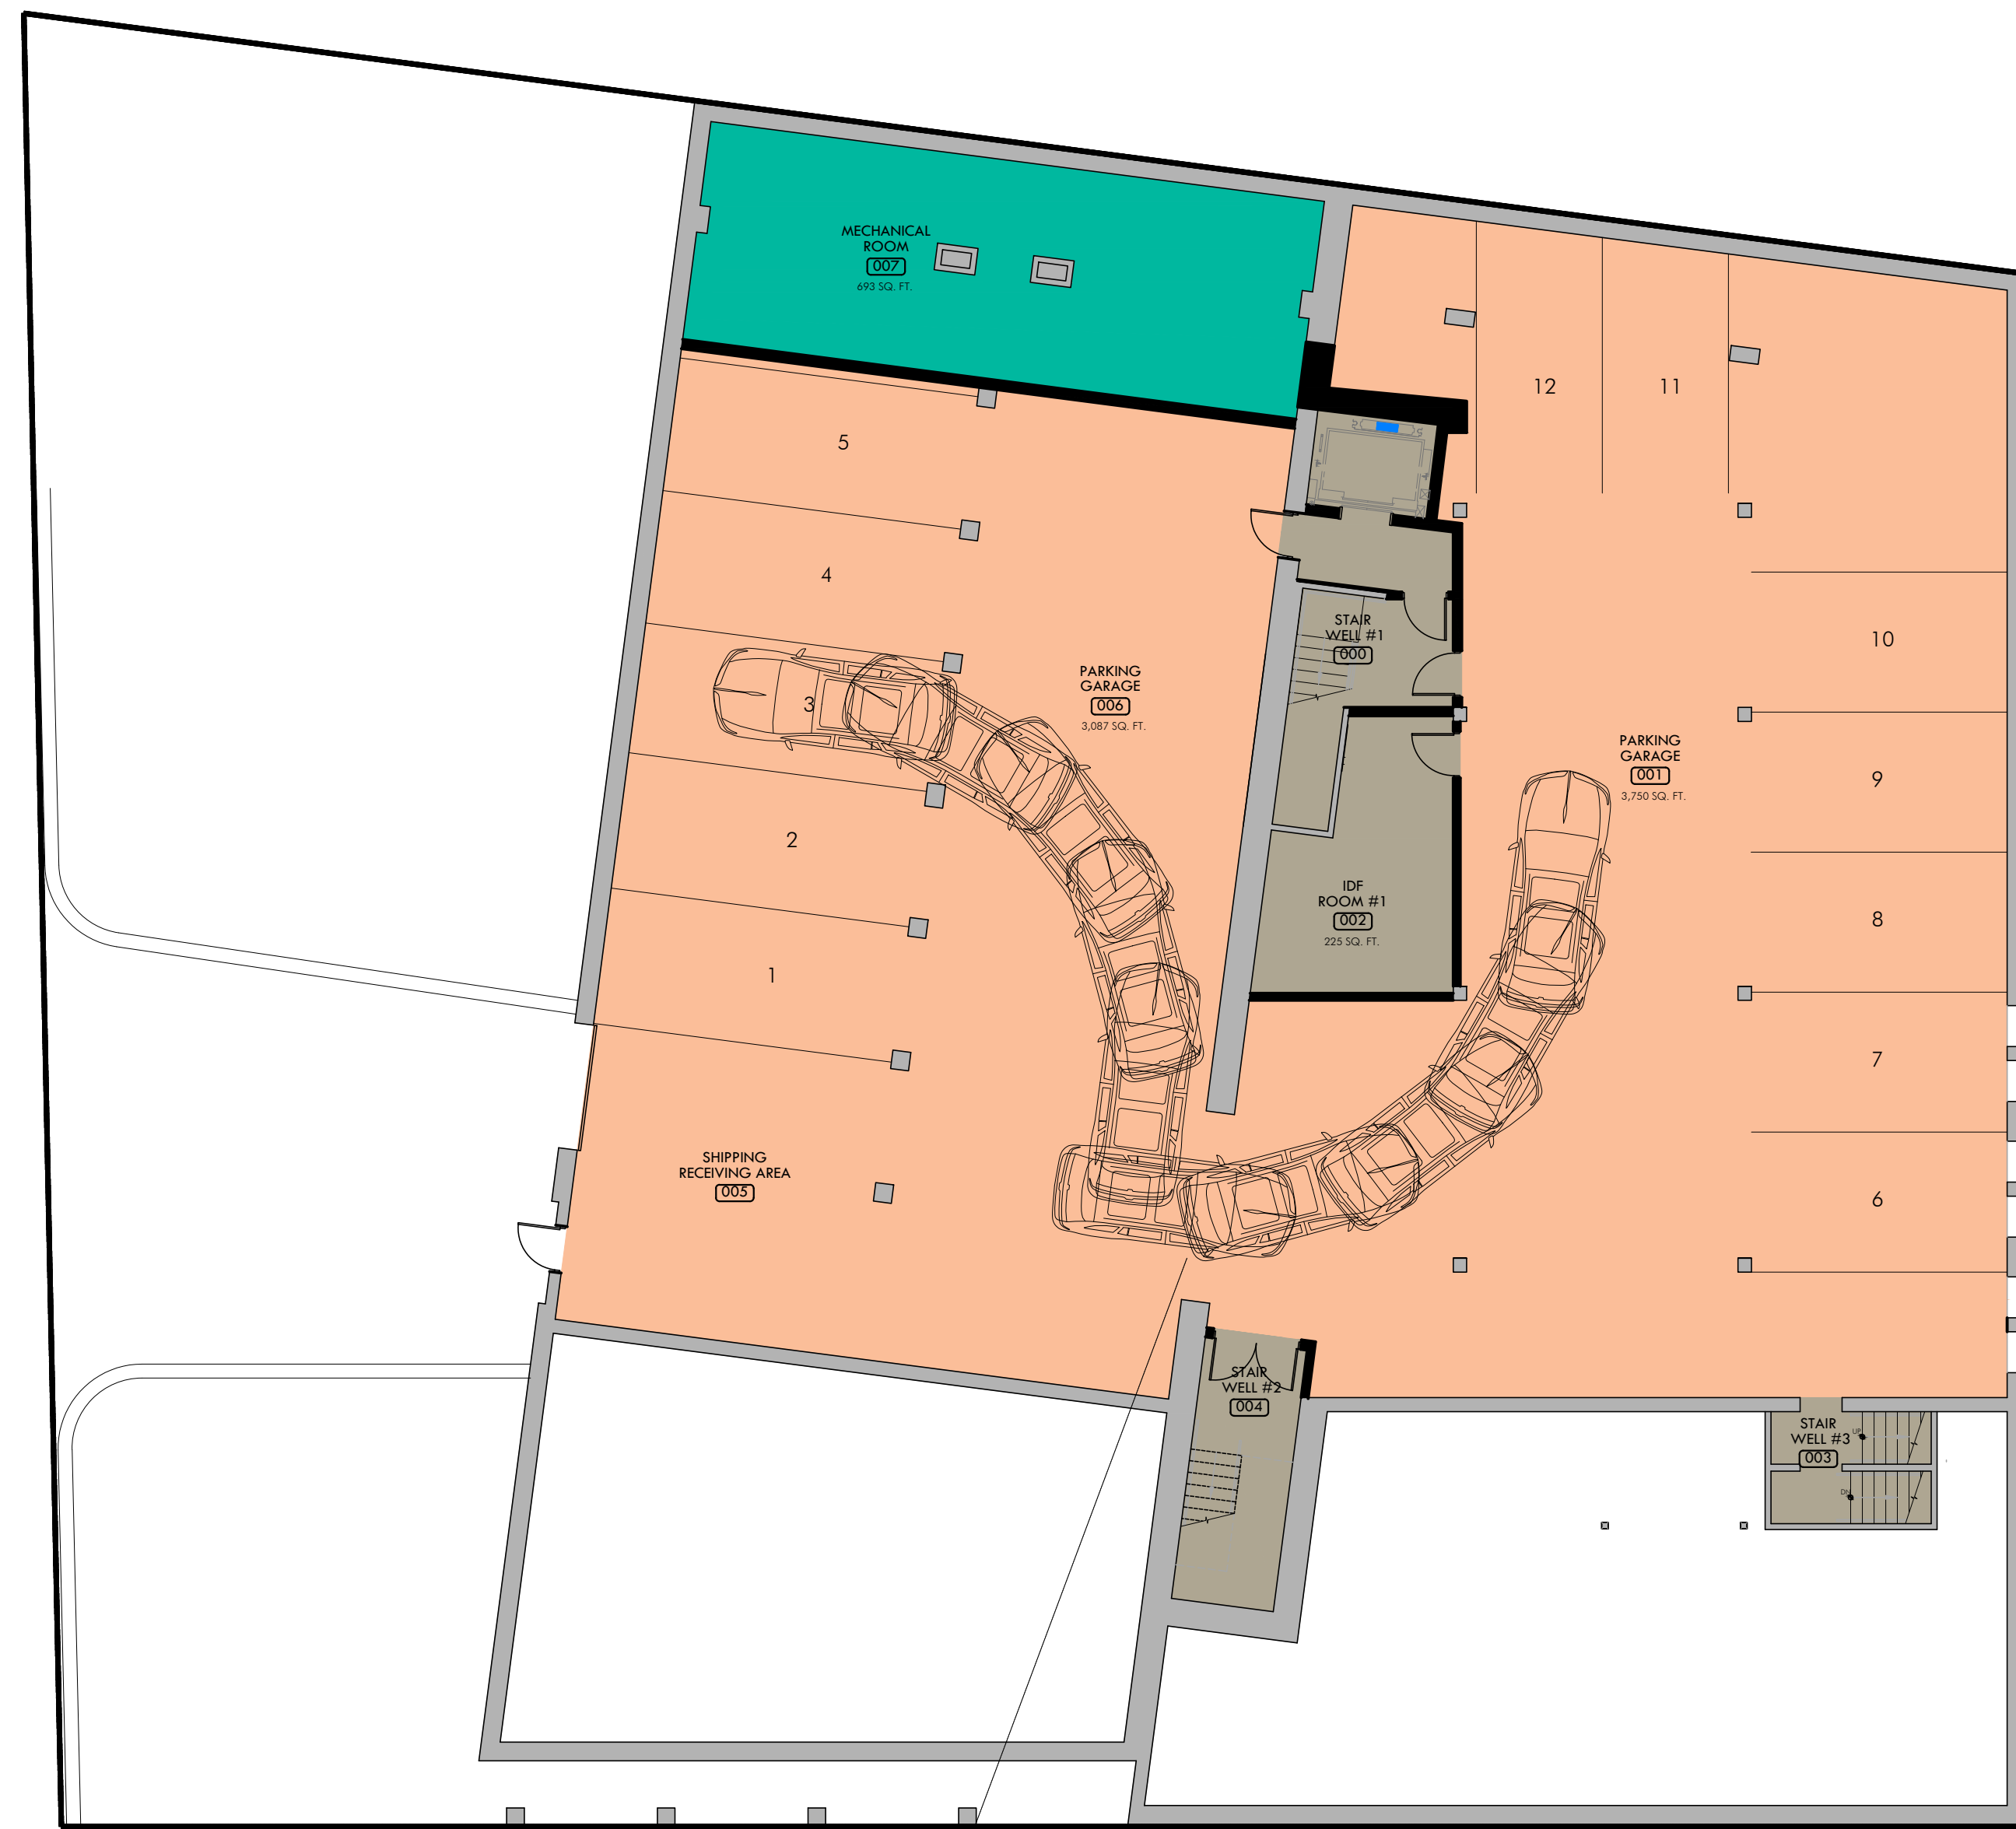 MECHANICAL
ROOM
007
693 SQ. FT.
12
11
5
4
3
2
1
STAIR
WELL #1
000
PARKING
GARAGE
006
3,087 SQ. FT.
PARKING
GARAGE
001
3,750 SQ. FT.
10
9
8
7
6
IDF
ROOM #1
002
225 SQ. FT.
SHIPPING
RECEIVING AREA
005
STAIR
WELL #2
004
STAIR
WELL #3
003
UP
DN